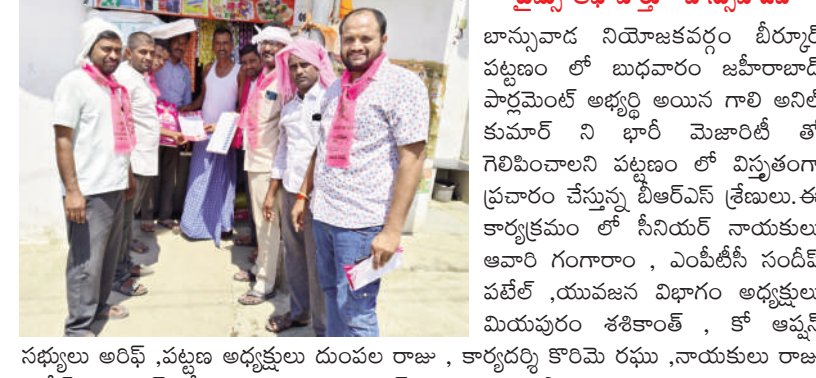 బాన్సువాడ నియోజకవర్గం బీర్కూర్
పట్టణం లో బుధవారం జహీరాబాద్
పార్లమెంట్ అభ్యర్థి అయిన గాలి అనిల్
కుమార్ ని భారీ మెజారిటీ తో
గెలిపించాలని పట్టణం లో విస్తృతంగా
ప్రచారం చేస్తున్న బీఆర్ఎస్ శ్రేణులు.ఈ
కార్యక్రమం లో సీనియర్ నాయకులు
ఆవారి గంగారాం , ఎంపీటీసీ సందీప్
పటేల్ ,యువజన విభాగం అధ్యక్షులు
మియపురం శశికాంత్ , కో ఆప్షన్
సభ్యులు అరిఫ్ ,పట్టణ అధ్యక్షులు దుంపల రాజు , కార్యదర్శి కొరిమె రఘు ,నాయకులు రాజు